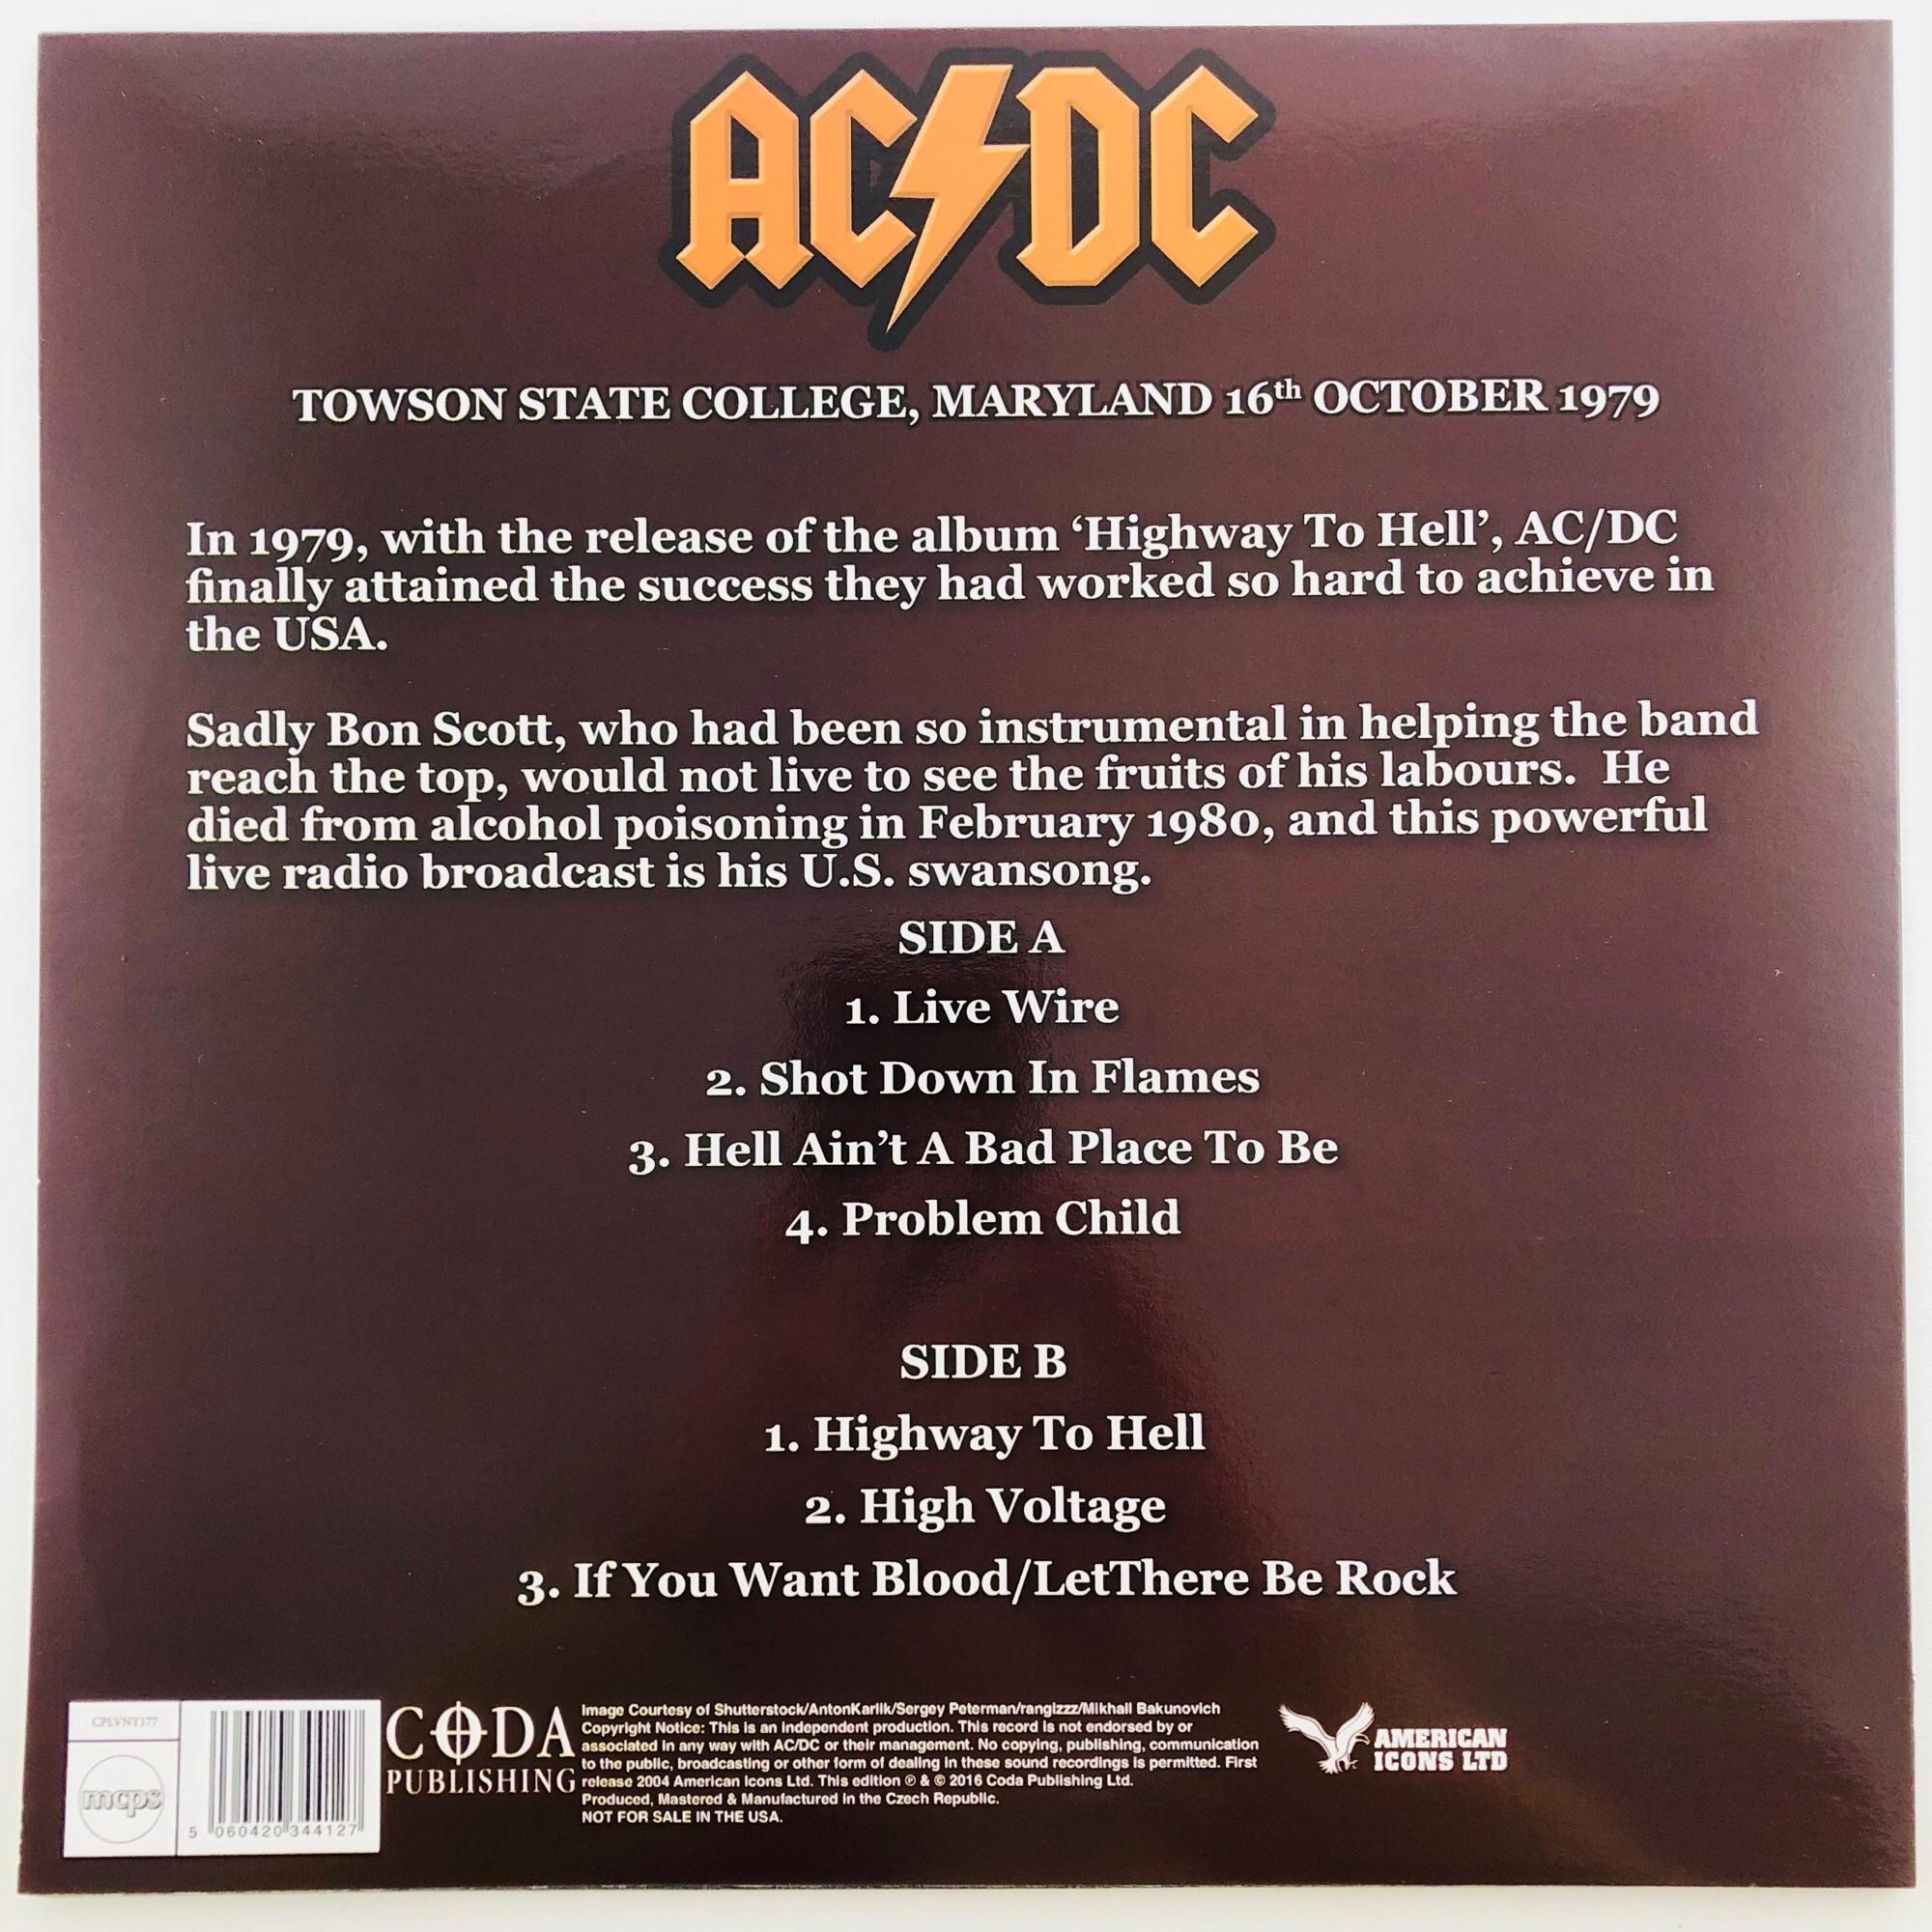 AC/DC
TOWSON STATE COLLEGE, MARYLAND 16th OCTOBER 1979
In 1979, with the release of the album ‘Highway To Hell’, AC/DC
finally attained the success they had worked so hard to achieve in
the USA.
Sadly Bon Scott, who had been so instrumental in helping the band
reach the top, would not live to see the fruits of his labours. He
died from alcohol poisoning in February 1980, and this powerful
live radio broadcast is his U.S. swansong.
SIDE A
1. Live Wire
2. Shot Down In Flames
3. Hell Ain’t A Bad Place To Be
4. Problem Child
SIDE B
1. Highway To Hell
2. High Voltage
3. If You Want Blood/LetThere Be Rock
CPLVNY177
mcps
5 060420 344127
CODA
PUBLISHING
Image Courtesy of Shutterstock/AntonKarlik/Sergey Peterman/rangizzz/Mikhail Bakunovich
Copyright Notice: This is an independent production. This record is not endorsed by or
associated in any way with AC/DC or their management. No copying, publishing, communication
to the public, broadcasting or other form of dealing in these sound recordings is permitted. First
release 2004 American Icons Ltd. This edition ℗ & © 2016 Coda Publishing Ltd.
Produced, Mastered & Manufactured in the Czech Republic.
NOT FOR SALE IN THE USA.
AMERICAN
ICONS LTD